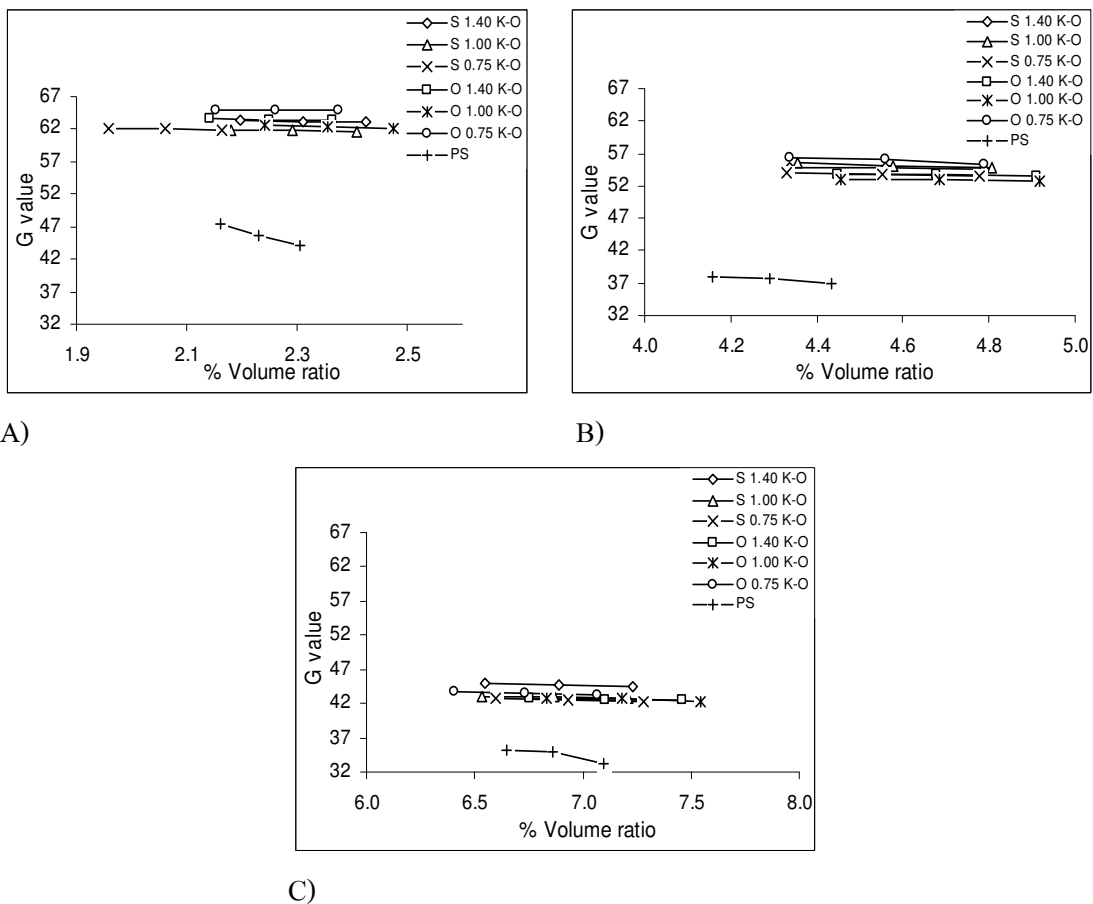 S 1.40 K-O
S 1.00 K-O
S 0.75 K-O
O 1.40 K-O
O 1.00 K-O
O 0.75 K-O
PS
67
62
57
52
47
42
37
32
G value
1.9 2.1 2.3 2.5
% Volume ratio
A)
S 1.40 K-O
S 1.00 K-O
S 0.75 K-O
O 1.40 K-O
O 1.00 K-O
O 0.75 K-O
PS
67
62
57
52
47
42
37
32
G value
4.0 4.2 4.4 4.6 4.8 5.0
% Volume ratio
B)
S 1.40 K-O
S 1.00 K-O
S 0.75 K-O
O 1.40 K-O
O 1.00 K-O
O 0.75 K-O
PS
67
62
57
52
47
42
37
32
G value
6.0 6.5 7.0 7.5 8.0
% Volume ratio
C)